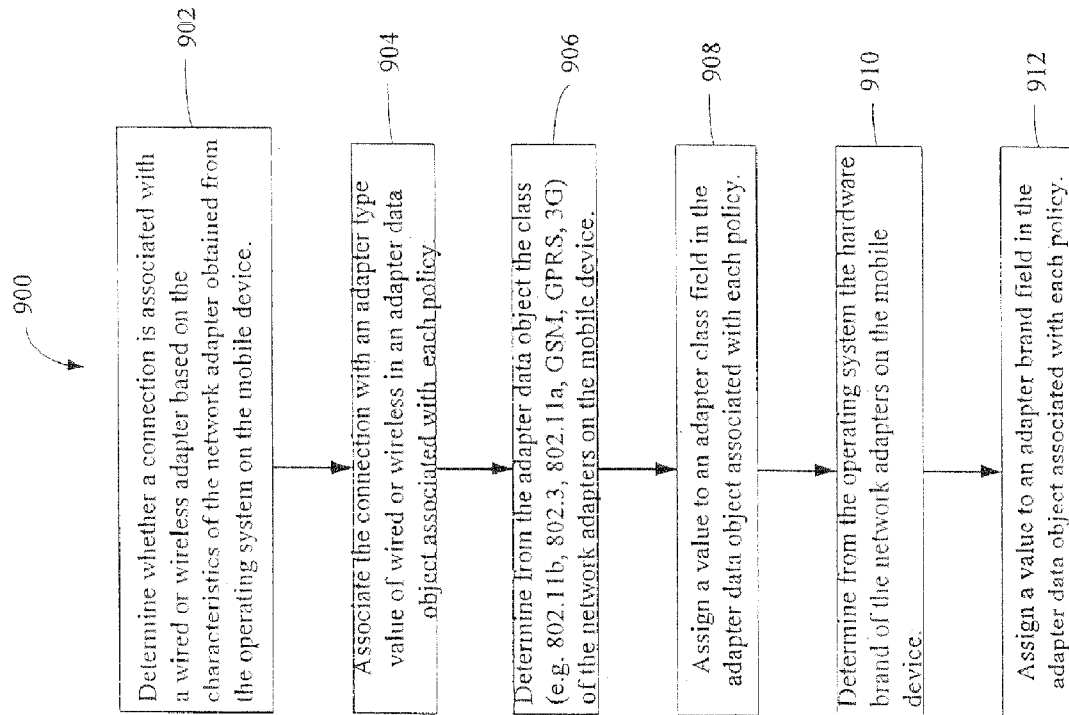 900
Determine whether a connection is associated with
a wired or wireless adapter based on the
characteristics of the network adapter obtained from
the operating system on the mobile device.
902
Associate the connection with an adapter type
value of wired or wireless in an adapter data
object associated with each policy
904
Determine from the adapter data object the class
(e.g. 802.11b, 802.3, 802.11a, GSM, GPRS, 3G)
of the network adapters on the mobile device.
906
Assign a value to an adapter class field in the
adapter data object associated with each policy.
908
Determine from the operating system the hardware
brand of the network adapters on the mobile
device.
910
Assign a value to an adapter brand field in the
adapter data object associated with each policy.
912